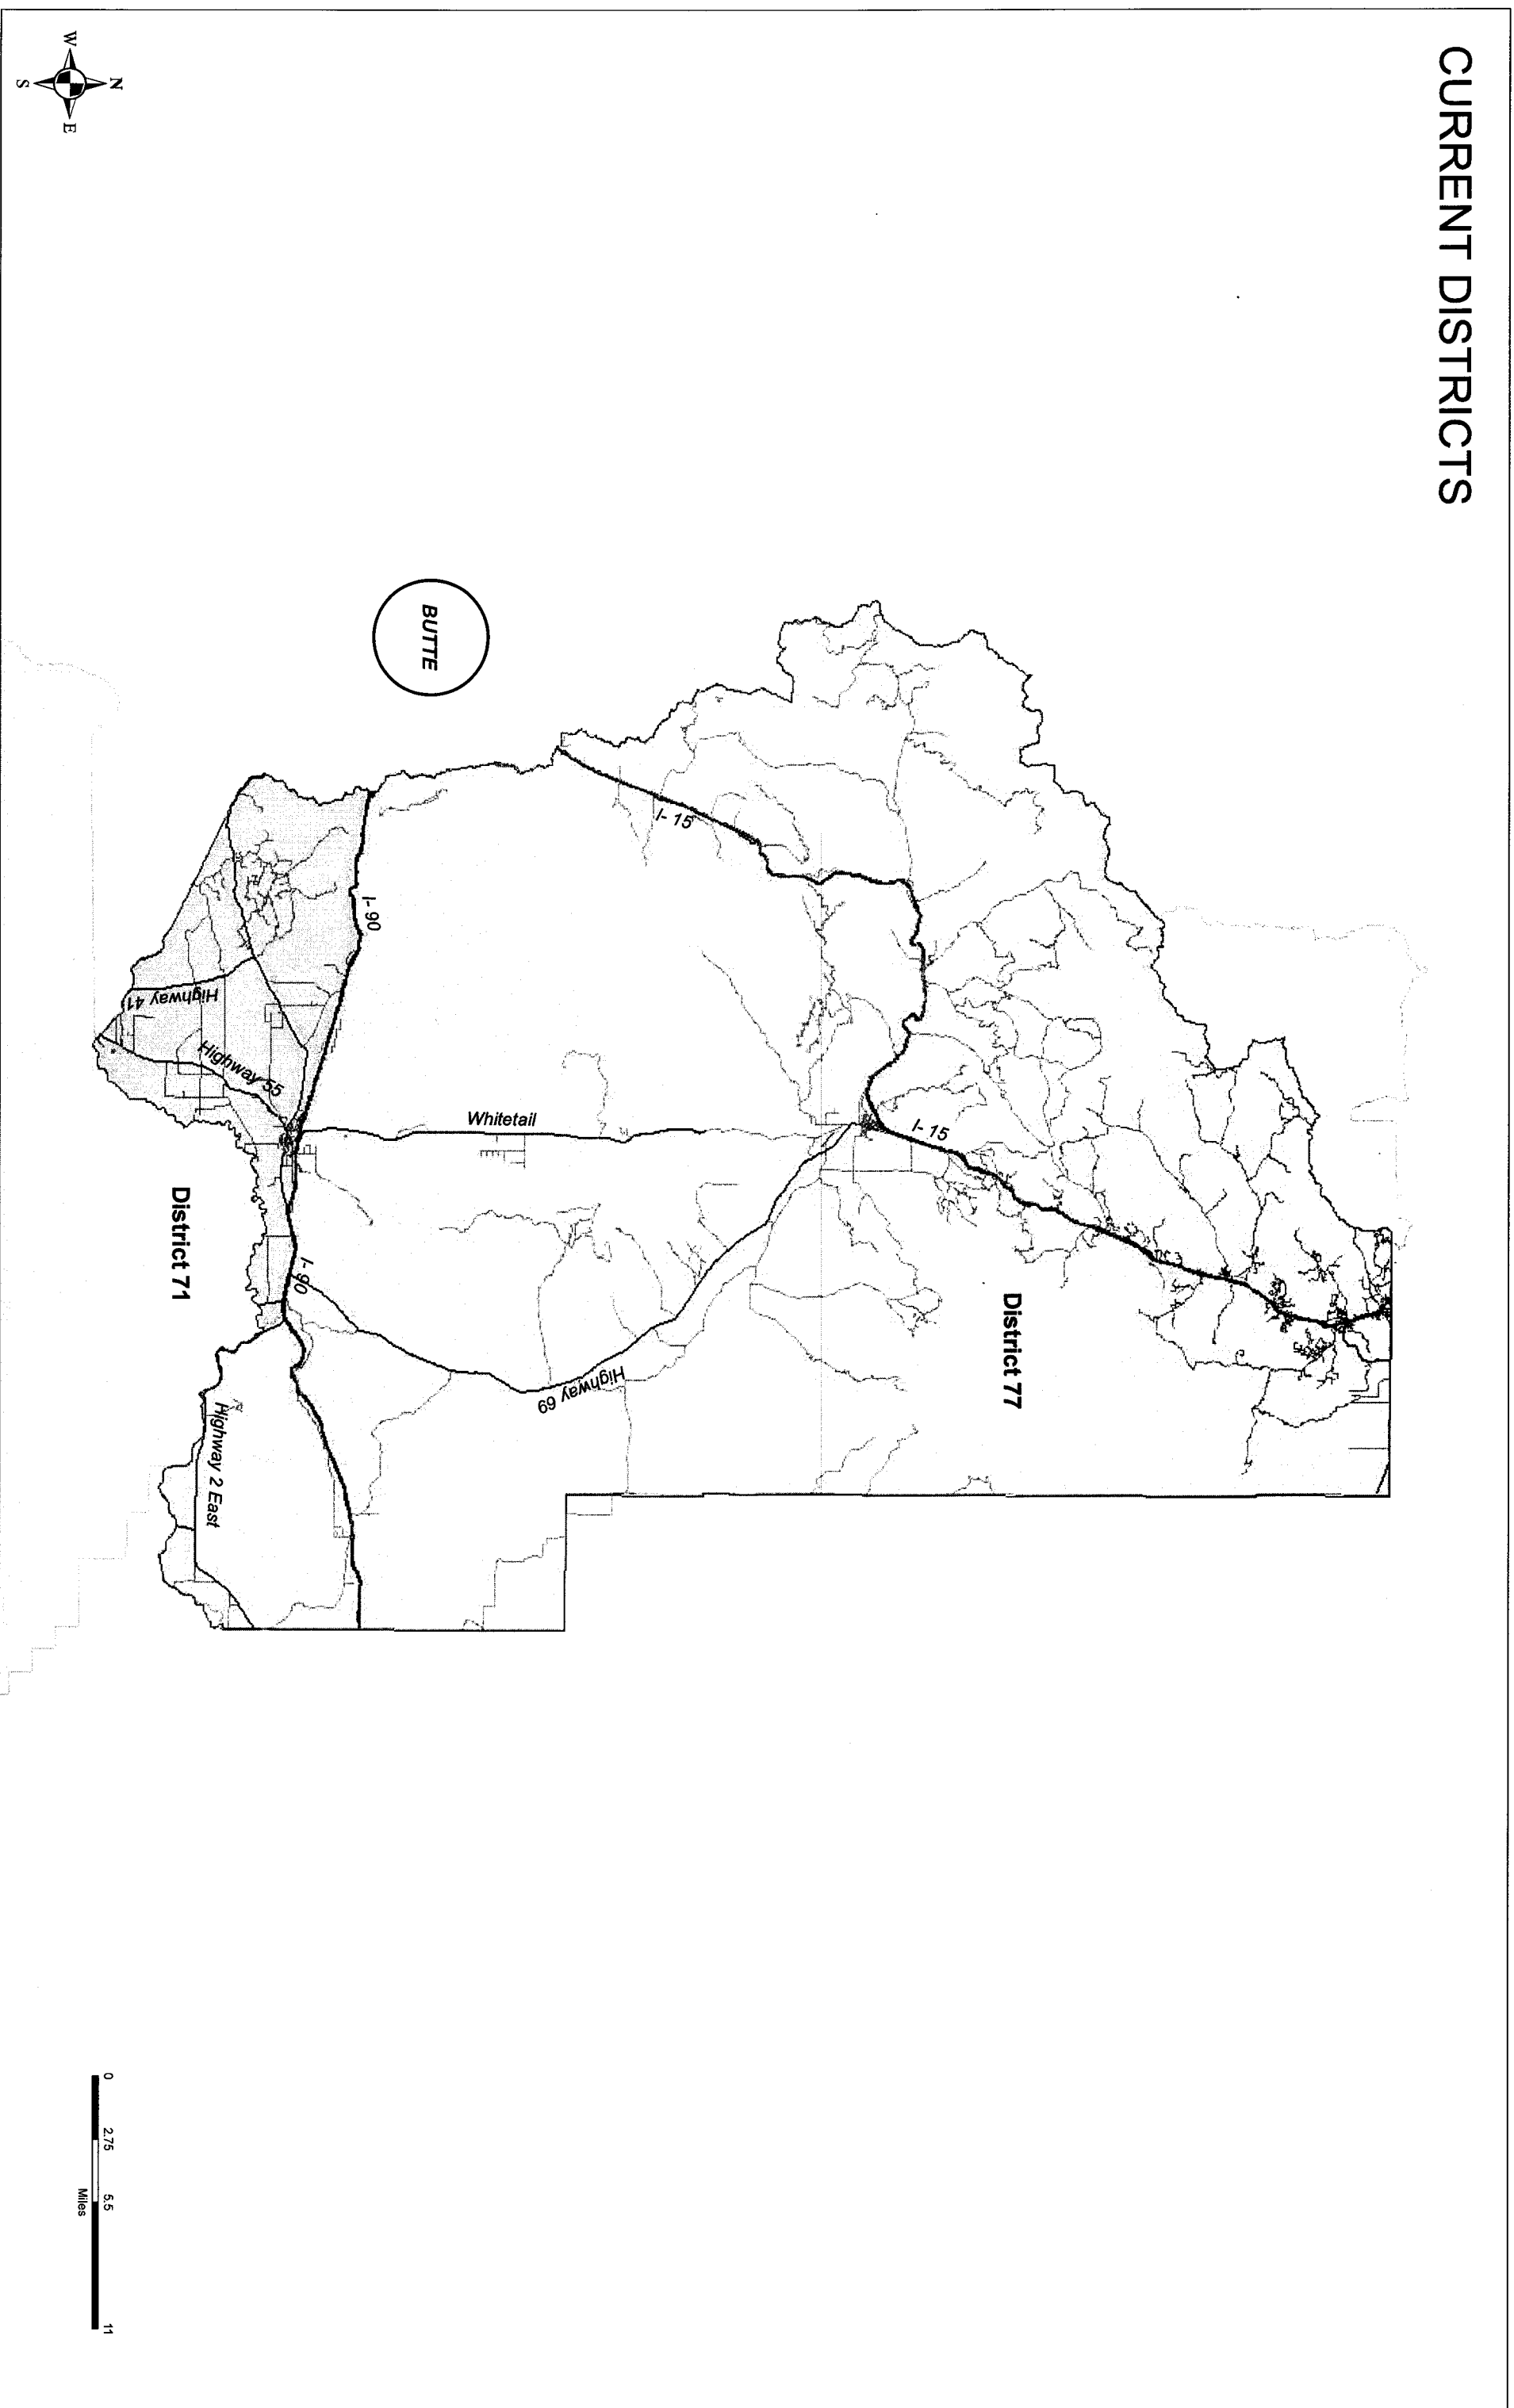 CURRENT DISTRICTS
I- 15
District 77
I- 15
BUTTE
Highway 69
Whitetail
I- 90
I- 90
Highway 55
Highway 41
Highway 2 East
District 71
N
W
E
S
0 2.75 5.5 11
Miles